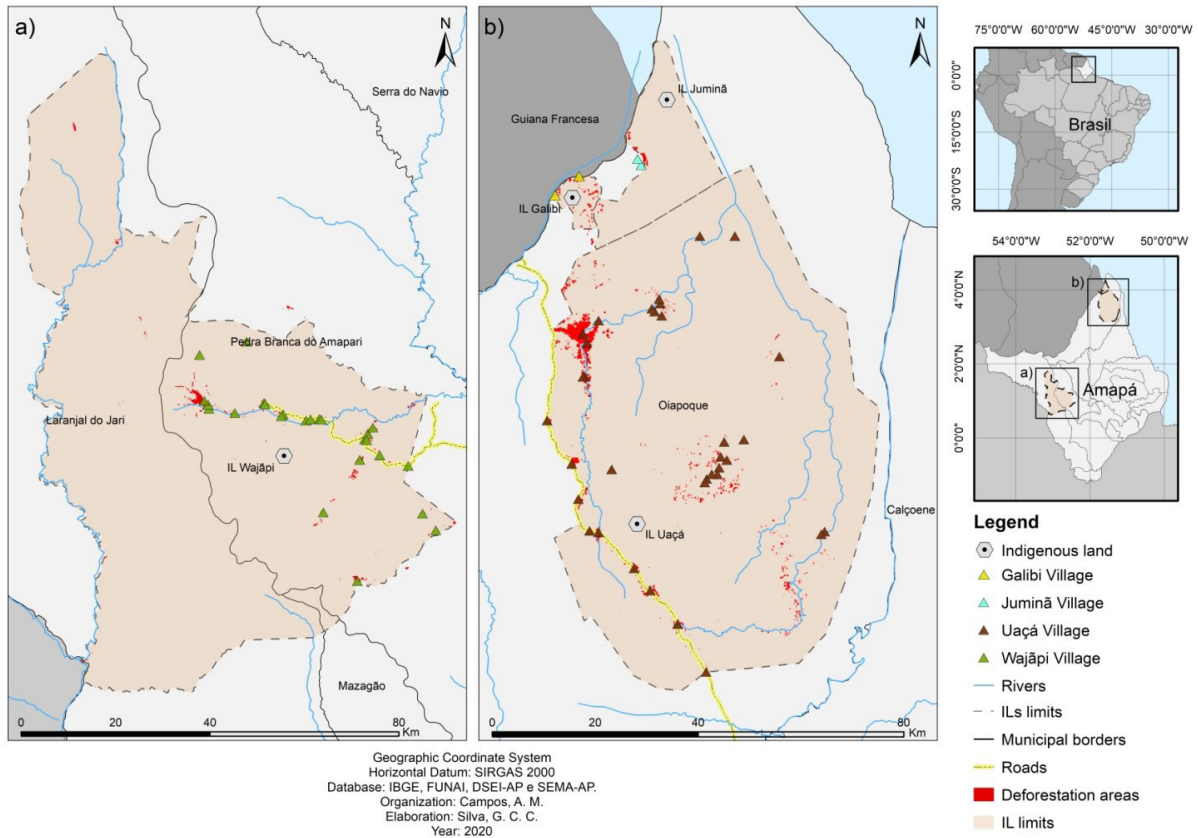 a)
N
Serra do Navio
Pedra Branca do Amapari
Laranjal do Jari
IL Wajãpi
Mazagão
0 20 40 80
Km
b)
N
IL Juminã
Guiana Francesa
IL Galibi
Oiapoque
Calçoene
IL Uaçá
0 20 40 80
Km
Geographic Coordinate System
Horizontal Datum: SIRGAS 2000
Database: IBGE, FUNAI, DSEI-AP e SEMA-AP.
Organization: Campos, A. M.
Elaboration: Silva, G. C. C.
Year: 2020
75°0'0"W 60°0'0"W 45°0'0"W 30°0'0"W
0°0'0"
15°0'0"S
30°0'0"S
Brasil
54°0'0"W 52°0'0"W 50°0'0"W
4°0'0"N
2°0'0"N
0°0'0"
b)
a)
Amapá
Legend
Indigenous land
Galibi Village
Juminã Village
Uaçá Village
Wajãpi Village
Rivers
ILs limits
Municipal borders
Roads
Deforestation areas
IL limits